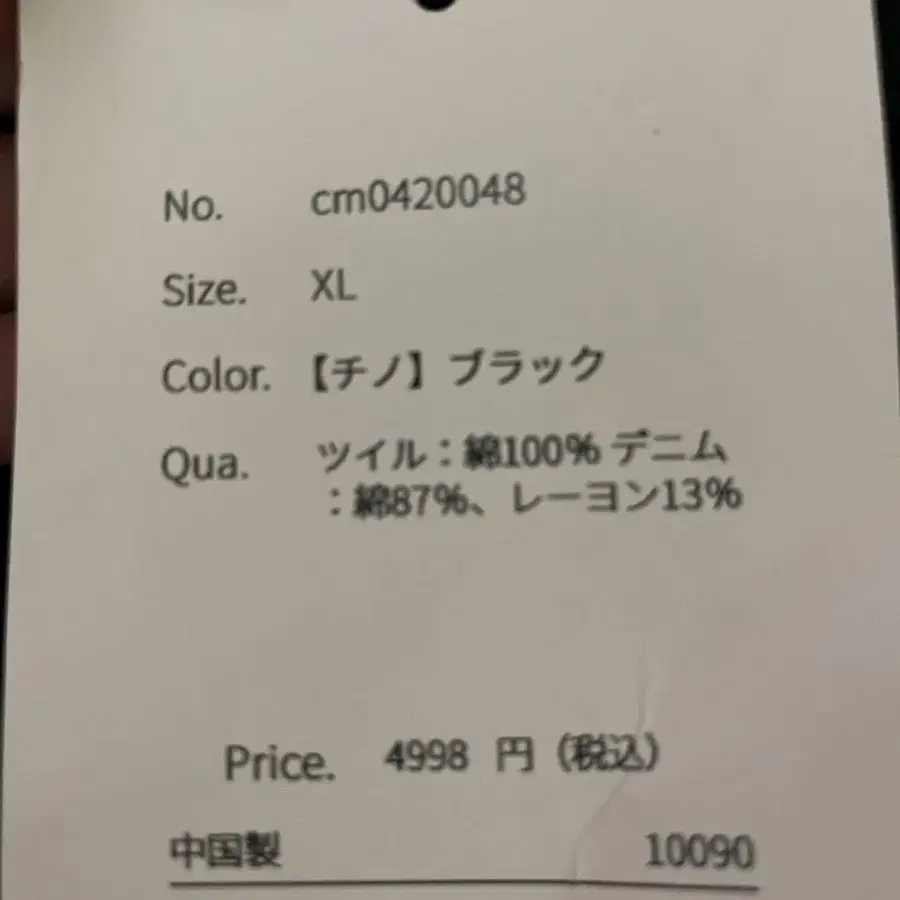 No. cm0420048
Size. XL
Color. 【チノ】ブラック
Qua. ツイル：綿100% デニム
：綿87%、レーヨン13%
Price. 4998 円（税込）
中国製 10090